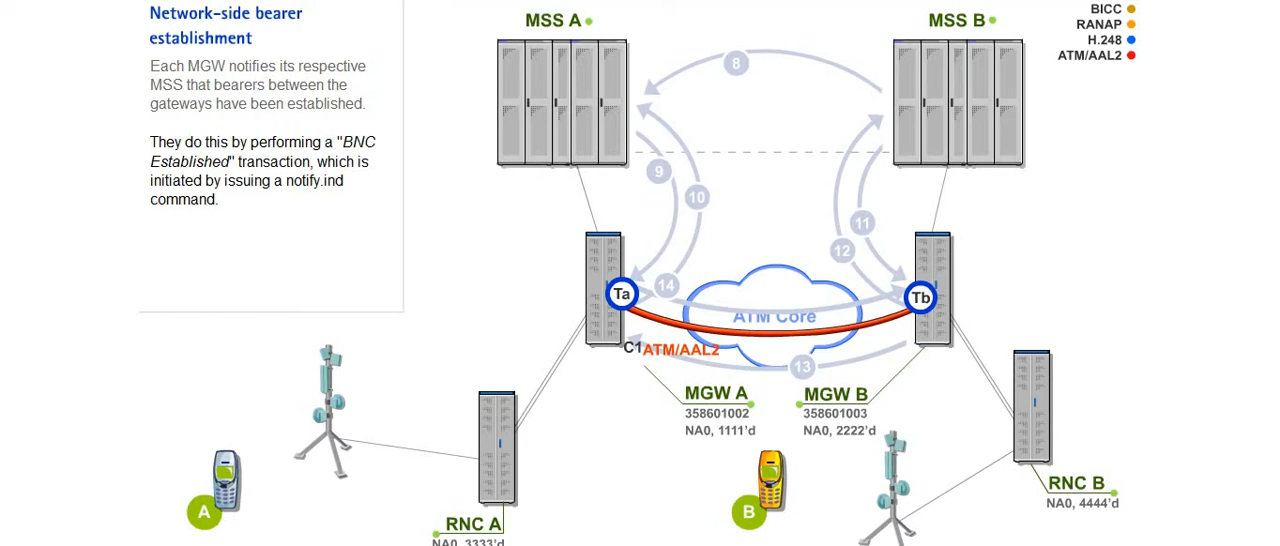 Network-side bearer
establishment
Each MGW notifies its respective
MSS that bearers between the
gateways have been established.
They do this by performing a "BNC
Established" transaction, which is
initiated by issuing a notify.ind
command.
MSS A
MSS B
BICC
RANAP
H.248
ATM/AAL2
8
9
10
11
12
14
Ta
Tb
ATM Core
C1
ATM/AAL2
13
MGW A
358601002
NA0, 1111'd
MGW B
358601003
NA0, 2222'd
RNC B
NA0, 4444'd
A
B
RNC A
NA0, 3333'd